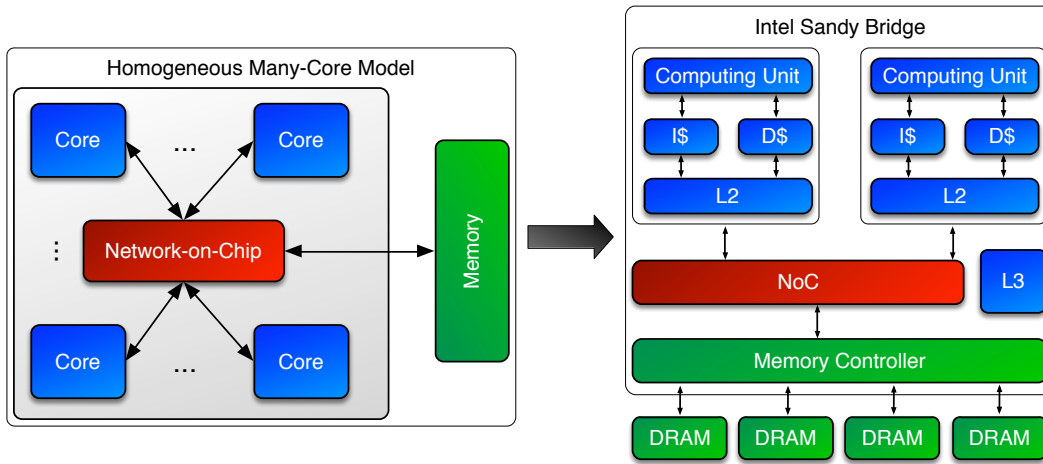 Homogeneous Many-Core Model
Core
...
Core
...
Network-on-Chip
Core
...
Core
Memory
Intel Sandy Bridge
Computing Unit
I$
D$
L2
Computing Unit
I$
D$
L2
NoC
L3
Memory Controller
DRAM
DRAM
DRAM
DRAM